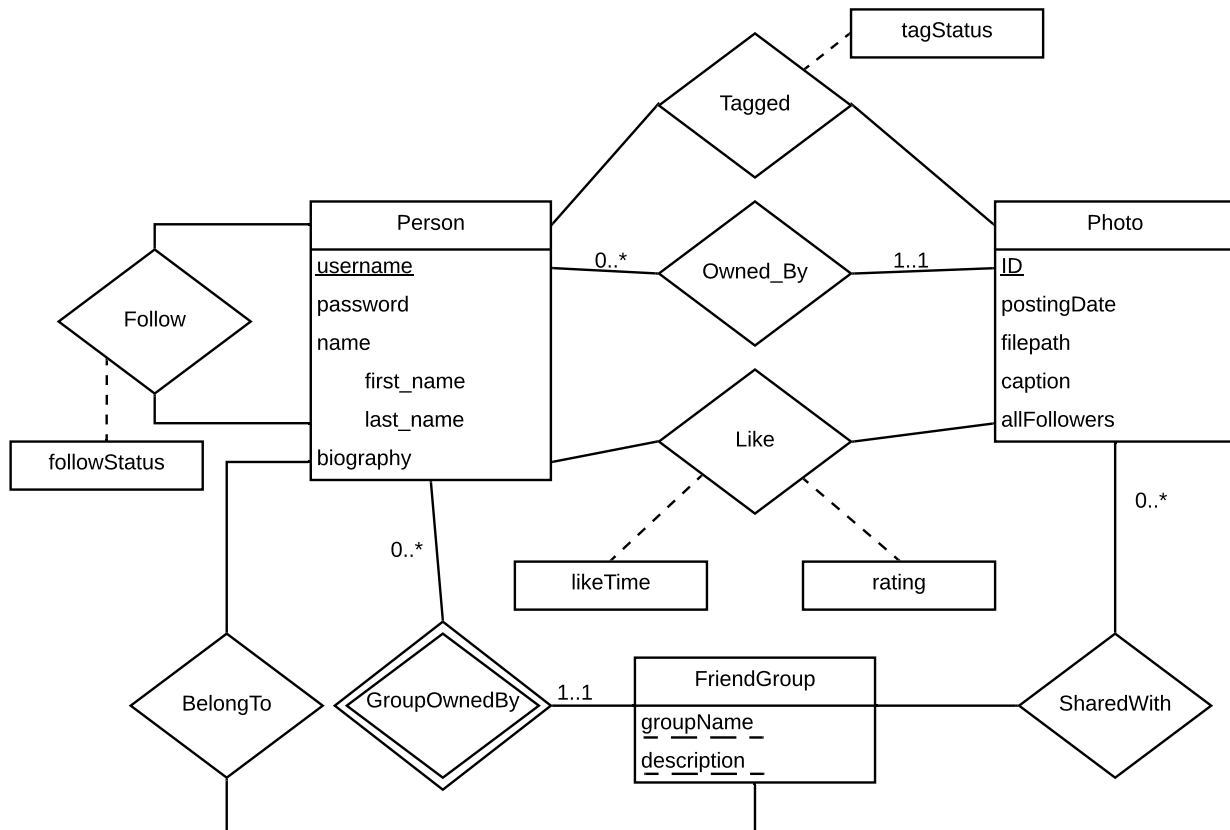 tagStatus
Tagged
Person
Photo
username
0..*
Owned_By
1..1
ID
password
postingDate
Follow
name
filepath
first_name
caption
last_name
Like
allFollowers
followStatus
biography
0..*
0..*
likeTime
rating
BelongTo
GroupOwnedBy
1..1
FriendGroup
SharedWith
groupName
description